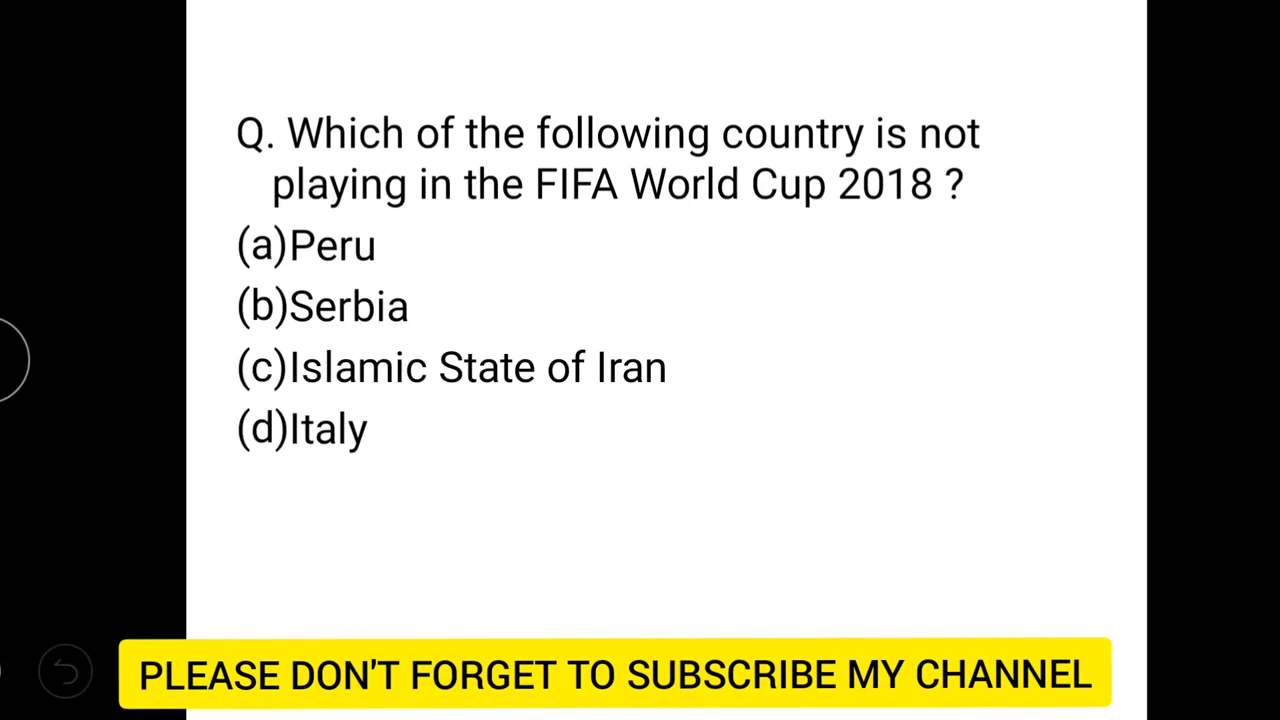 Q. Which of the following country is not
playing in the FIFA World Cup 2018 ?
(a)Peru
(b)Serbia
(c)Islamic State of Iran
(d)Italy
PLEASE DON'T FORGET TO SUBSCRIBE MY CHANNEL